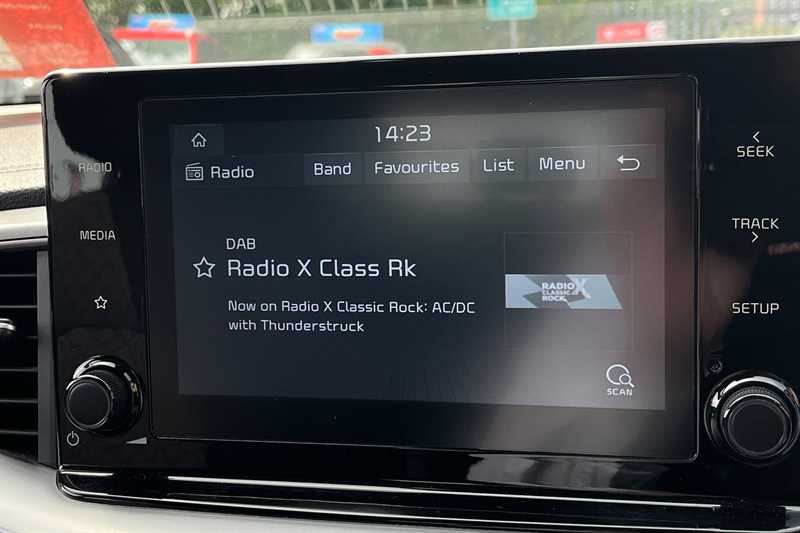 14:23
Radio
Band
Favourites
List
Menu
RADIO
MEDIA
SEEK
TRACK
SETUP
DAB
Radio X Class Rk
Now on Radio X Classic Rock: AC/DC
with Thunderstruck
RADIO X
CLASSIC
ROCK
SCAN